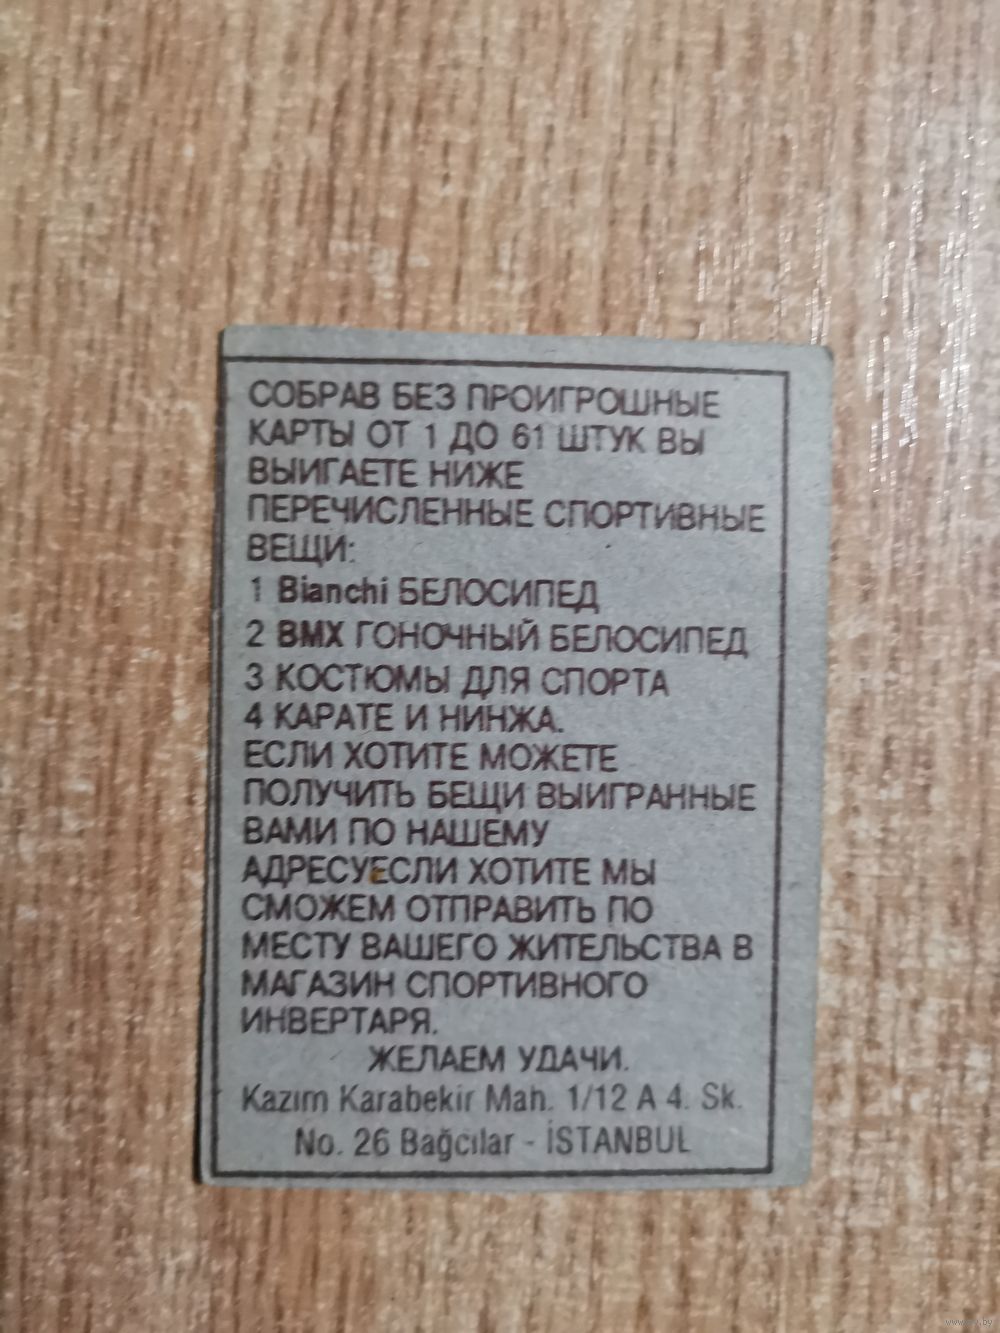 СОБРАВ БЕЗ ПРОИГРОШНЫЕ
КАРТЫ ОТ 1 ДО 61 ШТУК ВЫ
ВЫИГАЕТЕ НИЖЕ
ПЕРЕЧИСЛЕННЫЕ СПОРТИВНЫЕ
ВЕЩИ:
1 Bianchi БЕЛОСИПЕД
2 BMX ГОНОЧНЫЙ БЕЛОСИПЕД
3 КОСТЮМЫ ДЛЯ СПОРТА
4 КАРАТЕ И НИНЖА.
ЕСЛИ ХОТИТЕ МОЖЕТЕ
ПОЛУЧИТЬ БЕЩИ ВЫИГРАННЫЕ
ВАМИ ПО НАШЕМУ
АДРЕСУЕСЛИ ХОТИТЕ МЫ
СМОЖЕМ ОТПРАВИТЬ ПО
МЕСТУ ВАШЕГО ЖИТЕЛЬСТВА В
МАГАЗИН СПОРТИВНОГО
ИНВЕРТАРЯ.
ЖЕЛАЕМ УДАЧИ.
Kazım Karabekir Mah. 1/12 A 4. Sk.
No. 26 Bağcılar - İSTANBUL